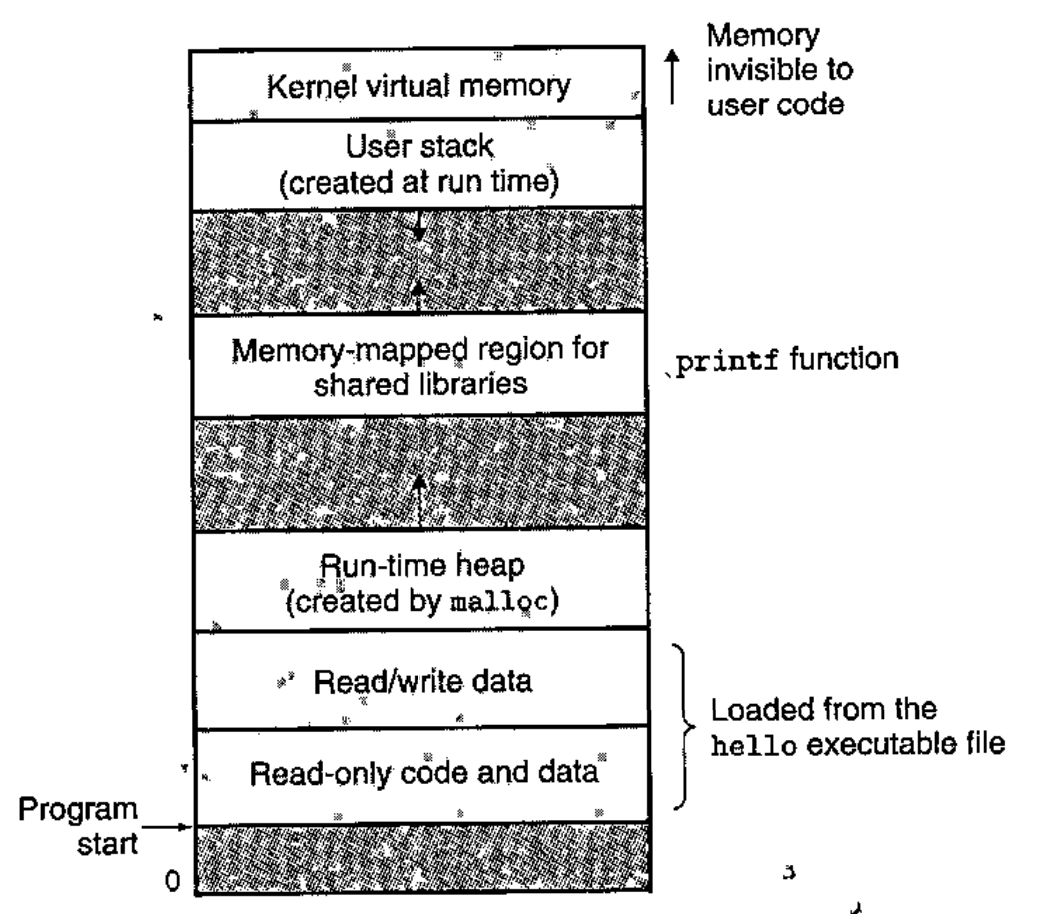 Memory
invisible to
user code
Kernel virtual memory
User stack
(created at run time)
Memory-mapped region for
shared libraries
printf function
Run-time heap
(created by malloc)
Read/write data
Loaded from the
hello executable file
Read-only code and data
Program
start
0
3